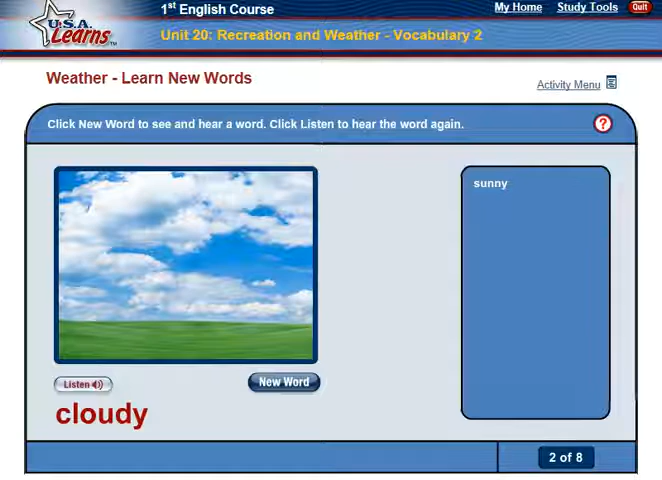 U.S.A.
Learns™
1st English Course
My Home
Study Tools
Quit
Unit 20: Recreation and Weather - Vocabulary 2
Weather - Learn New Words
Activity Menu
Click New Word to see and hear a word. Click Listen to hear the word again.
?
sunny
Listen
New Word
cloudy
2 of 8